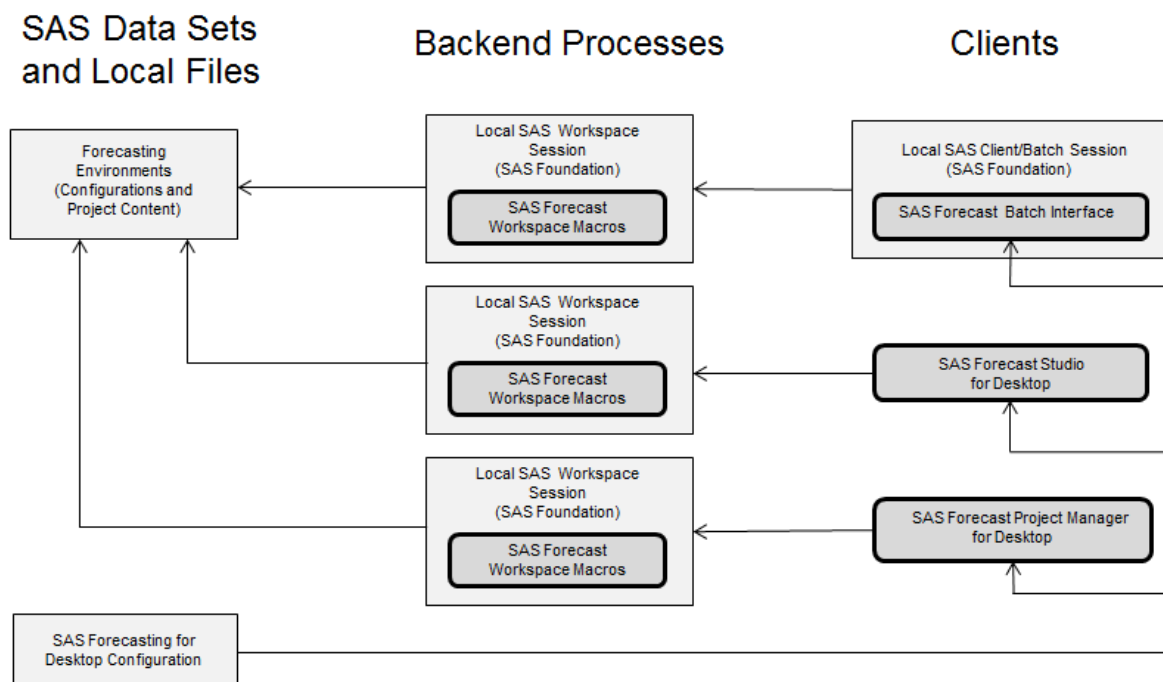 SAS Data Sets
and Local Files
Backend Processes
Clients
Forecasting
Environments
(Configurations and
Project Content)
Local SAS Workspace
Session
(SAS Foundation)
SAS Forecast
Workspace Macros
Local SAS Client/Batch Session
(SAS Foundation)
SAS Forecast Batch Interface
Local SAS Workspace
Session
(SAS Foundation)
SAS Forecast
Workspace Macros
SAS Forecast Studio
for Desktop
Local SAS Workspace
Session
(SAS Foundation)
SAS Forecast
Workspace Macros
SAS Forecast Project Manager
for Desktop
SAS Forecasting for
Desktop Configuration